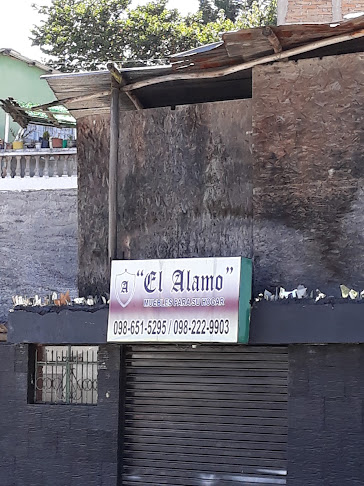 A "El Alamo"
MUEBLES PARA SU HOGAR
098-651-5295 / 098-222-9903